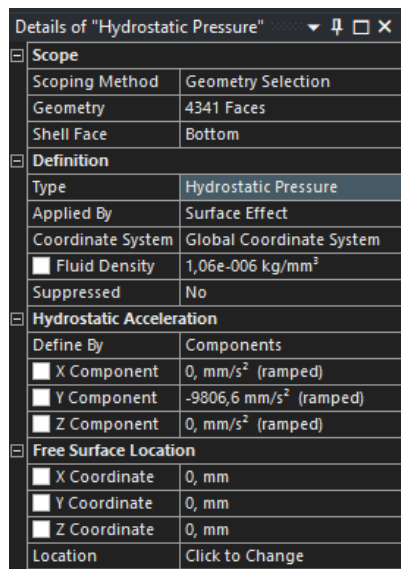 Details of "Hydrostatic Pressure"
Scope
Scoping Method Geometry Selection
Geometry 4341 Faces
Shell Face Bottom
Definition
Type Hydrostatic Pressure
Applied By Surface Effect
Coordinate System Global Coordinate System
Fluid Density 1,06e-006 kg/mm³
Suppressed No
Hydrostatic Acceleration
Define By Components
X Component 0, mm/s² (ramped)
Y Component -9806,6 mm/s² (ramped)
Z Component 0, mm/s² (ramped)
Free Surface Location
X Coordinate 0, mm
Y Coordinate 0, mm
Z Coordinate 0, mm
Location Click to Change